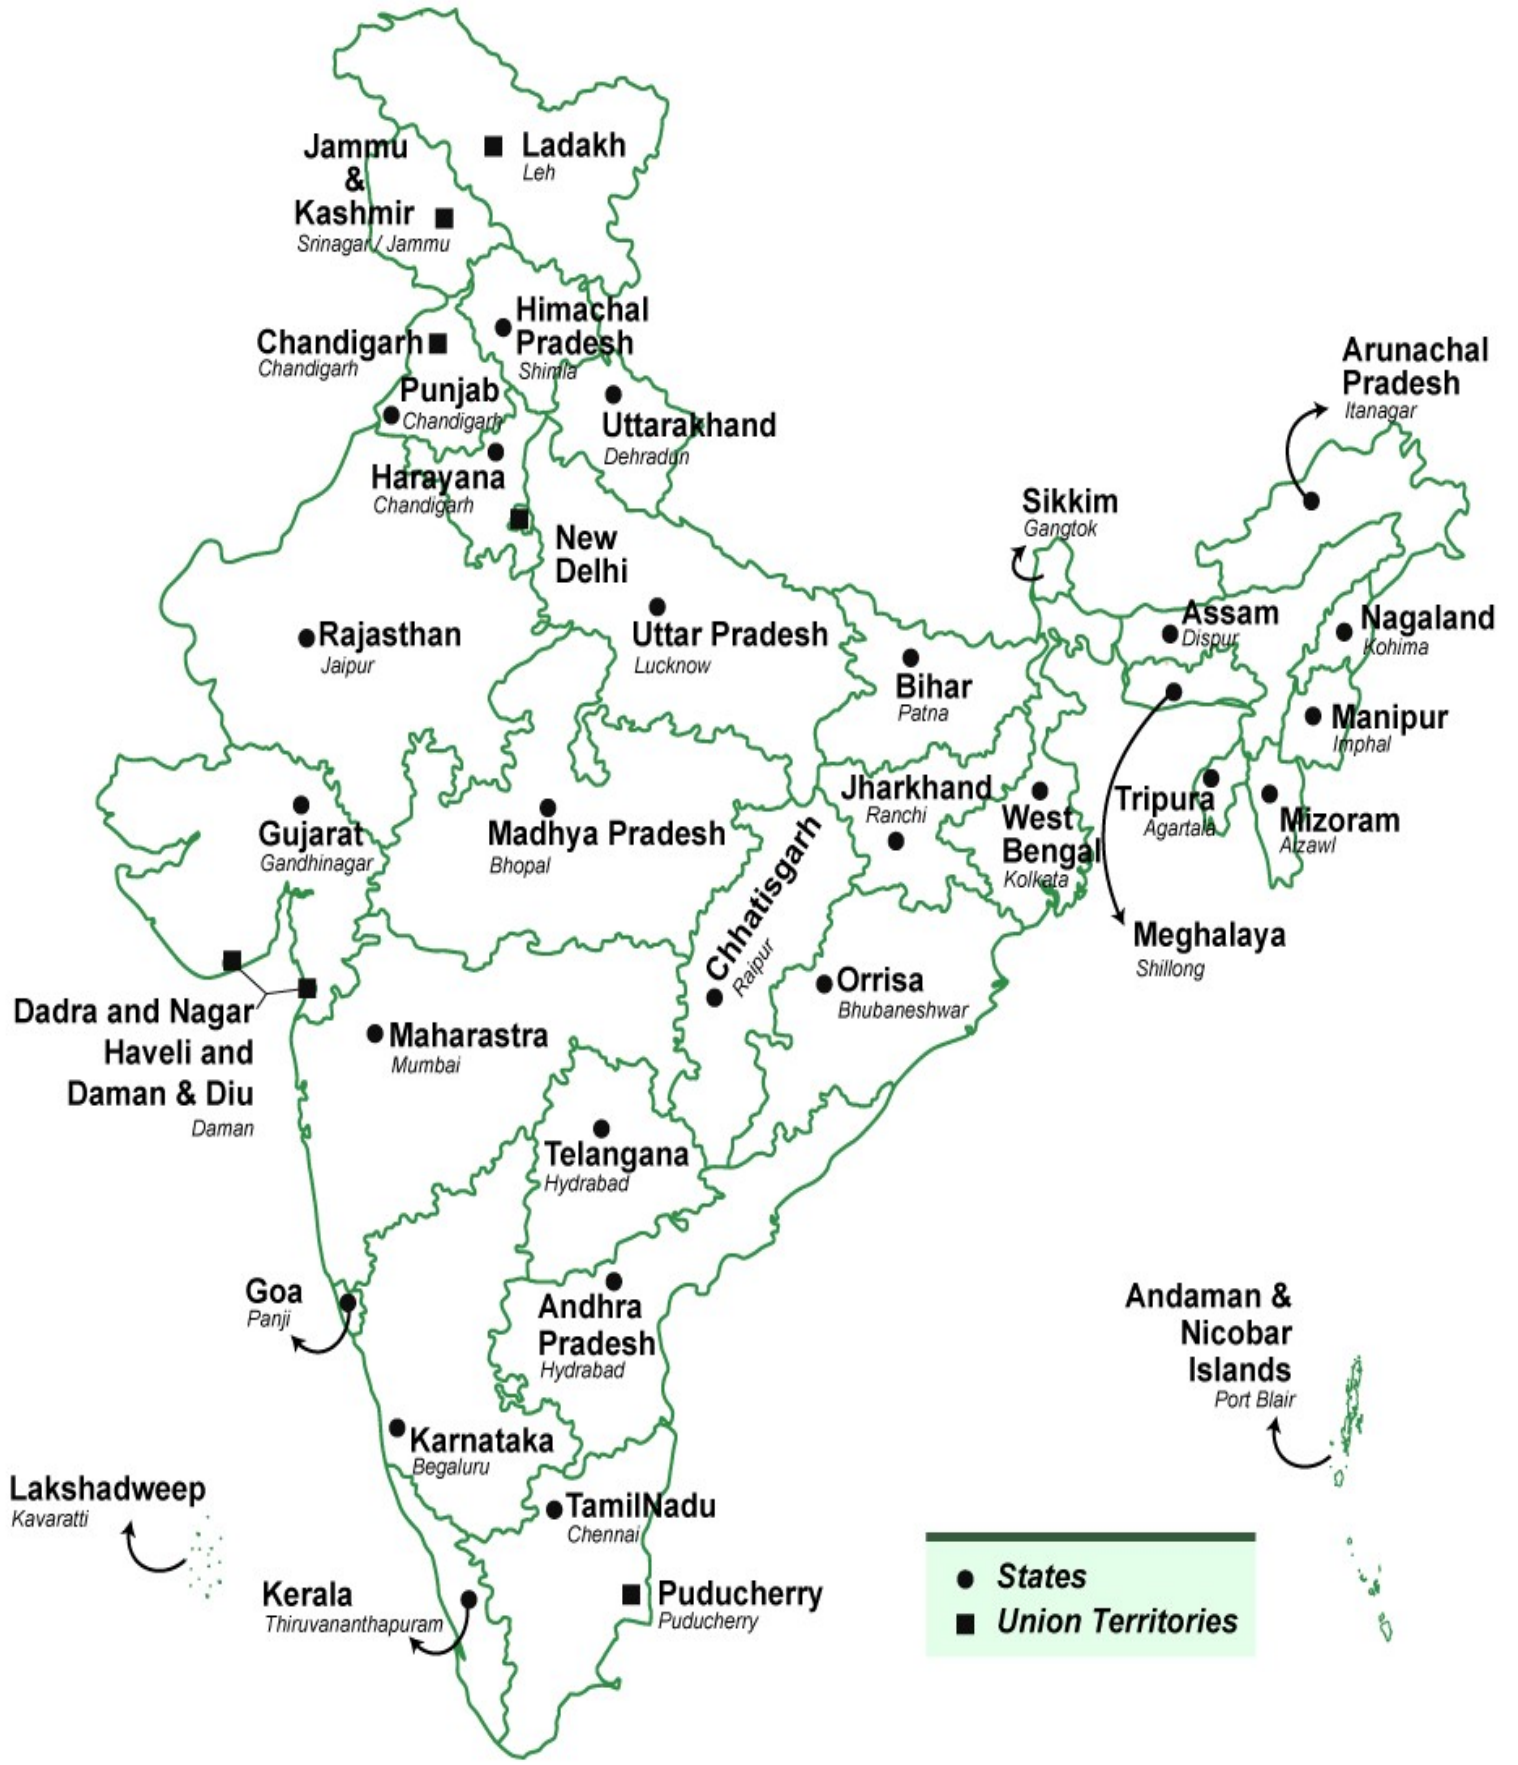 Jammu
&
Kashmir
Srinagar / Jammu
Ladakh
Leh
Himachal
Pradesh
Shimla
Chandigarh
Chandigarh
Punjab
Chandigarh
Uttarakhand
Dehradun
Harayana
Chandigarh
New
Delhi
Arunachal
Pradesh
Itanagar
Sikkim
Gangtok
Rajasthan
Jaipur
Uttar Pradesh
Lucknow
Bihar
Patna
Assam
Dispur
Nagaland
Kohima
Manipur
Imphal
Gujarat
Gandhinagar
Madhya Pradesh
Bhopal
Chhatisgarh
Raipur
Jharkhand
Ranchi
West
Bengal
Kolkata
Tripura
Agartala
Mizoram
Aizawl
Meghalaya
Shillong
Dadra and Nagar
Haveli and
Daman & Diu
Daman
Maharastra
Mumbai
Orrisa
Bhubaneshwar
Telangana
Hydrabad
Goa
Panji
Andhra
Pradesh
Hydrabad
Andaman &
Nicobar
Islands
Port Blair
Karnataka
Begaluru
Lakshadweep
Kavaratti
TamilNadu
Chennai
Kerala
Thiruvananthapuram
Puducherry
Puducherry
States
Union Territories